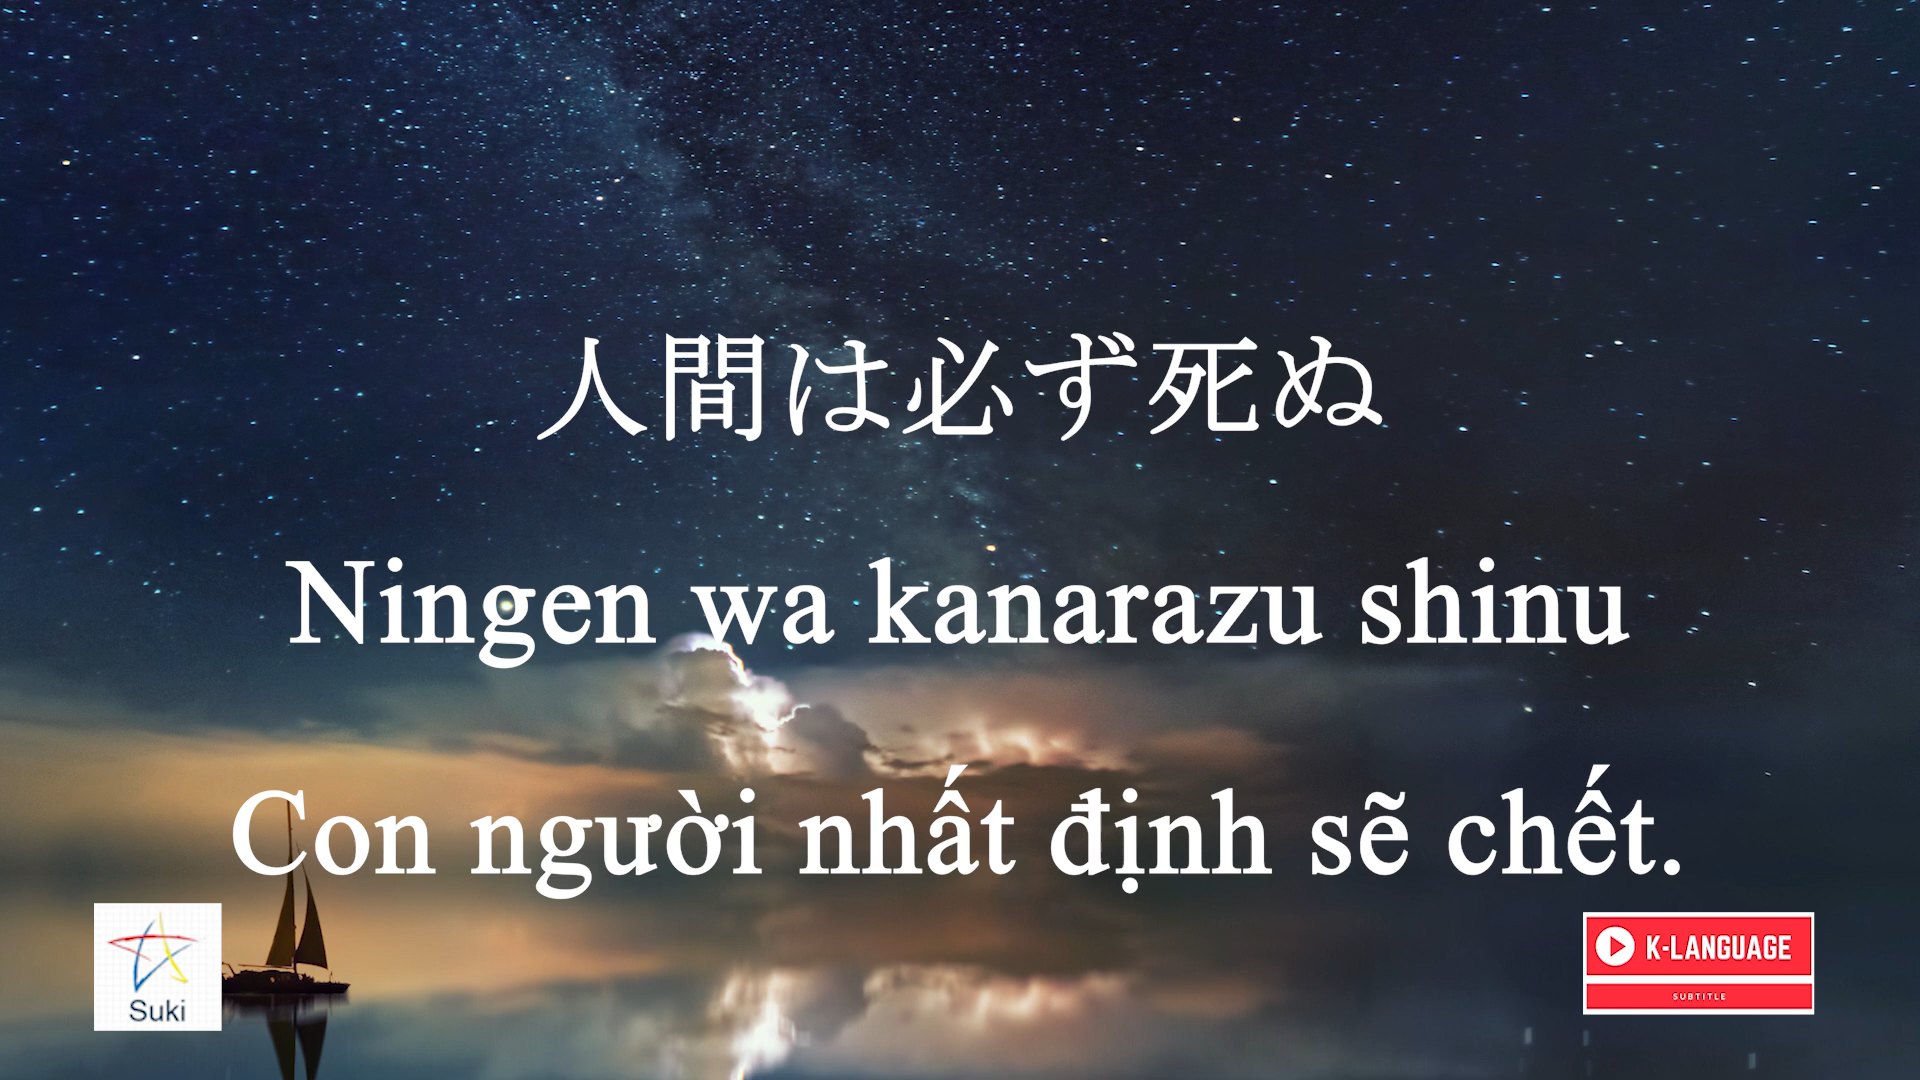 人間は必ず死ぬ
Ningen wa kanarazu shinu
Con người nhất định sẽ chết.
Suki
K-LANGUAGE
SUBTITLE